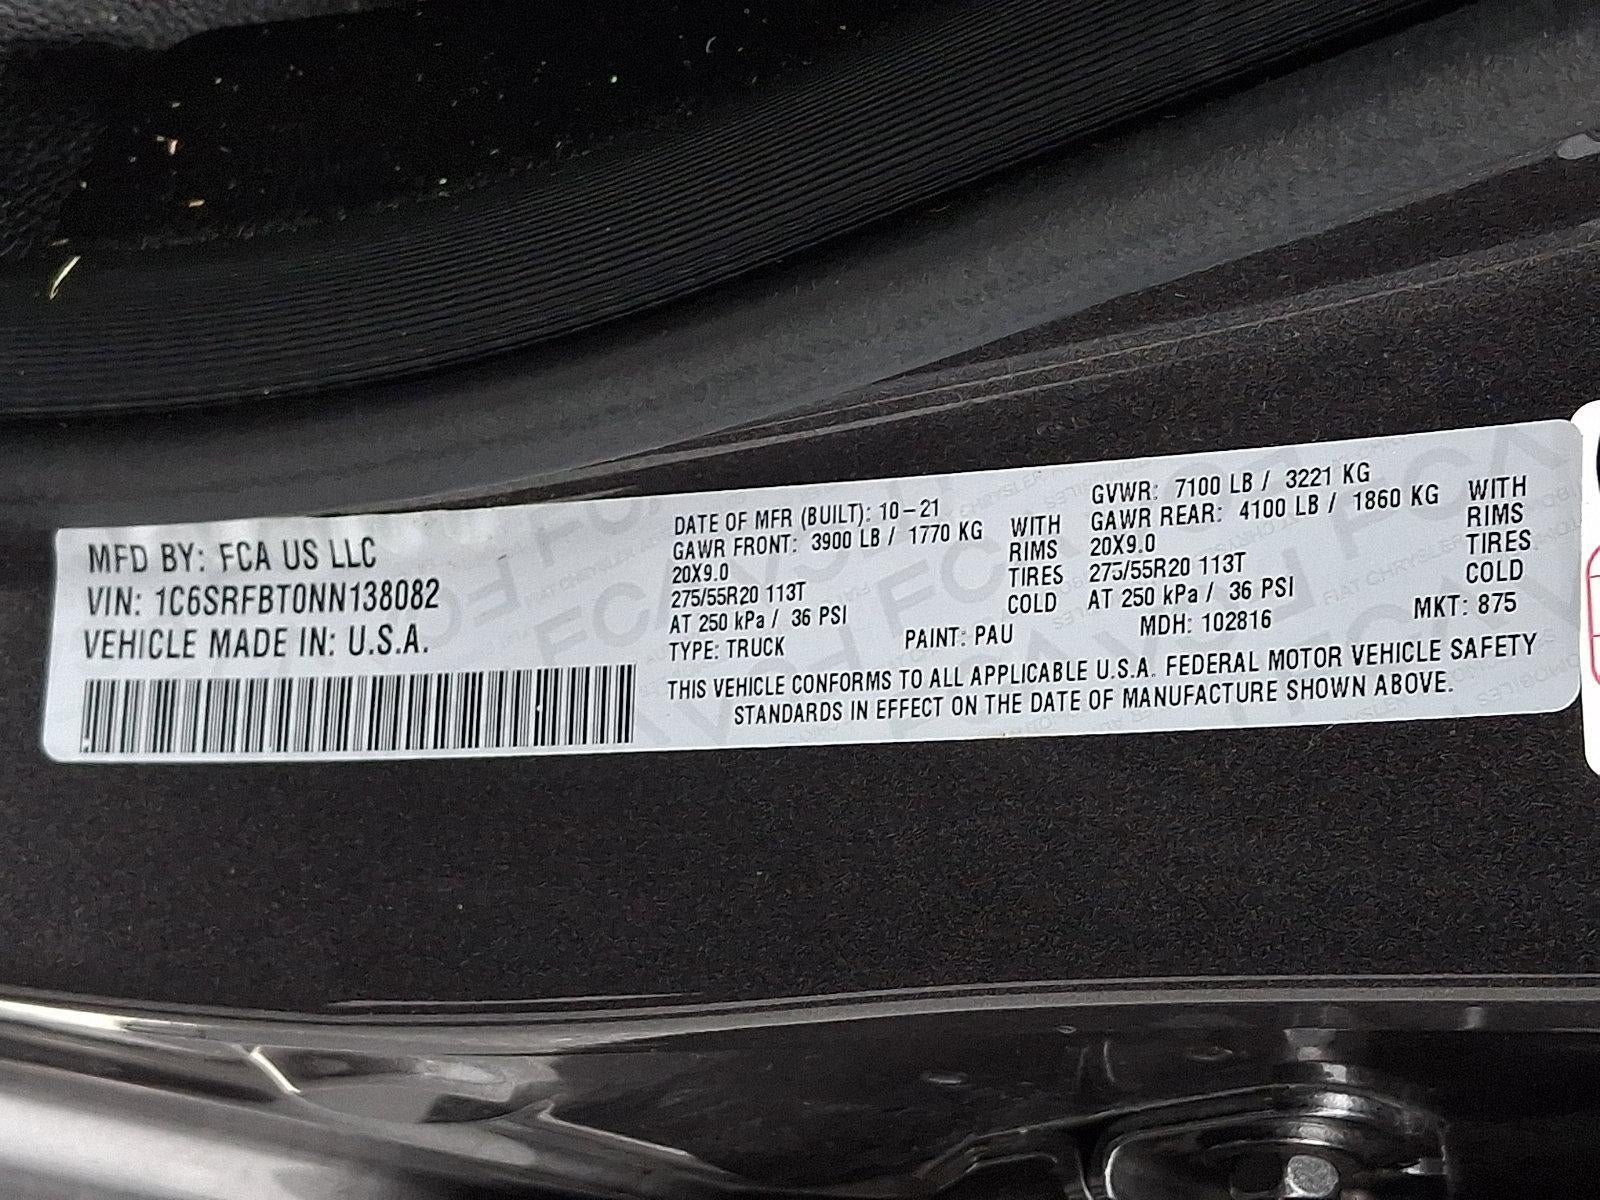 MFD BY: FCA US LLC
VIN: 1C6SRFBT0NN138082
VEHICLE MADE IN: U.S.A.
DATE OF MFR (BUILT): 10-21
GAWR FRONT: 3900 LB / 1770 KG WITH
20X9.0 RIMS
275/55R20 113T TIRES
AT 250 kPa / 36 PSI COLD
TYPE: TRUCK PAINT: PAU
GVWR: 7100 LB / 3221 KG
GAWR REAR: 4100 LB / 1860 KG WITH
20X9.0 RIMS
275/55R20 113T TIRES
AT 250 kPa / 36 PSI COLD
MDH: 102816 MKT: 875
THIS VEHICLE CONFORMS TO ALL APPLICABLE U.S.A. FEDERAL MOTOR VEHICLE SAFETY
STANDARDS IN EFFECT ON THE DATE OF MANUFACTURE SHOWN ABOVE.